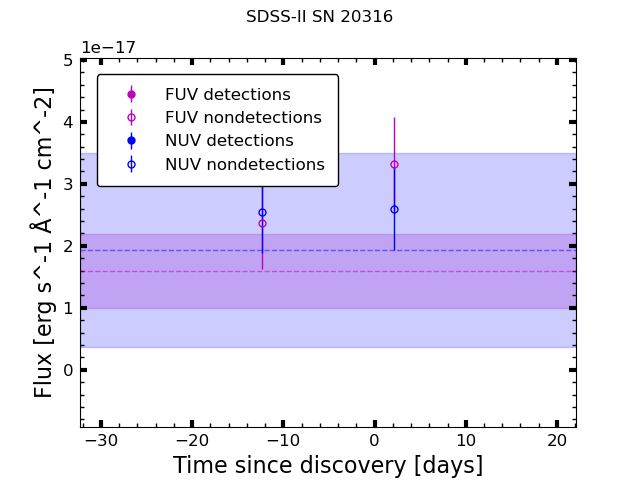 SDSS-II SN 20316
1e−17
FUV detections
FUV nondetections
NUV detections
NUV nondetections
5
4
3
2
1
0
Flux [erg s^-1 Å^-1 cm^-2]
−30 −20 −10 0 10 20
Time since discovery [days]